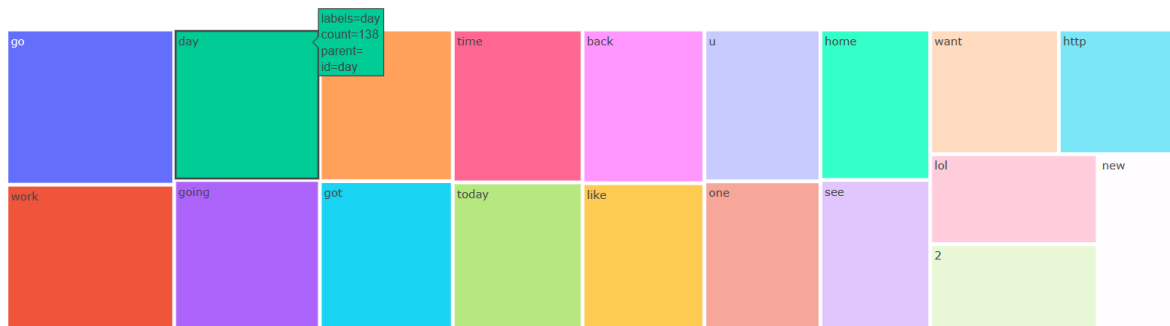 labels=day
count=138
parent=
id=day
go
day
time
back
u
home
want
http
work
going
got
today
like
one
see
lol
new
2